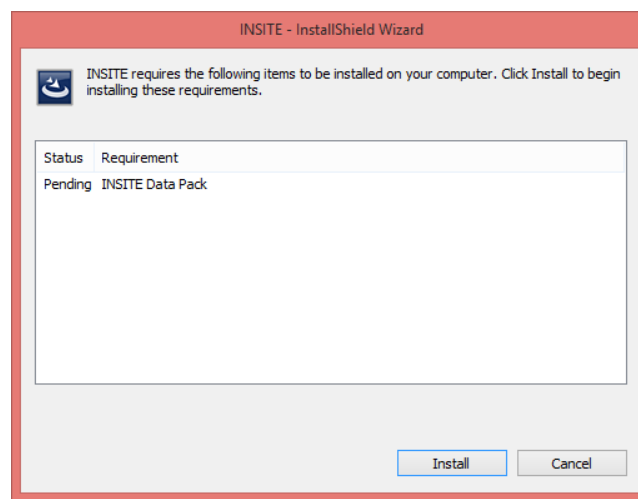 INSITE - InstallShield Wizard
INSITE requires the following items to be installed on your computer. Click Install to begin
installing these requirements.
Status Requirement
Pending INSITE Data Pack
Install Cancel